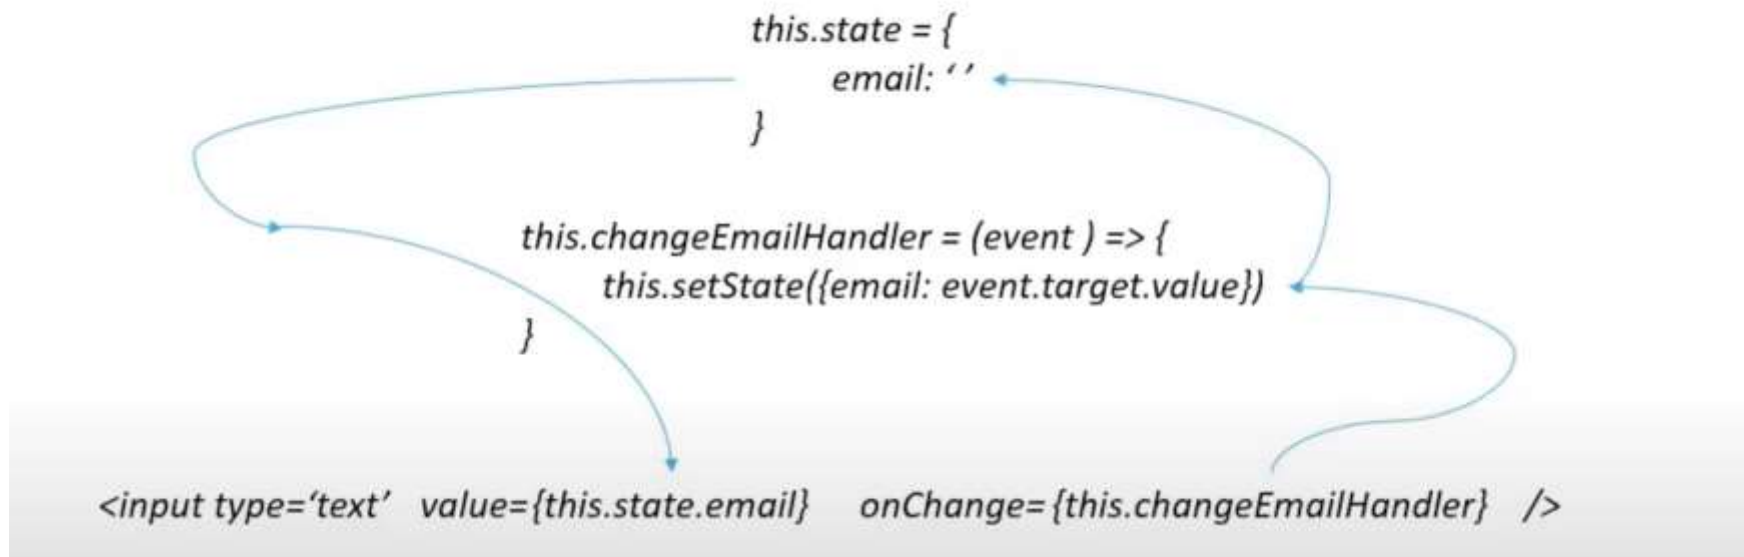 this.state = {
email: ‘ ’
}
this.changeEmailHandler = (event ) => {
this.setState({email: event.target.value})
}
<input type=‘text’ value={this.state.email} onChange={this.changeEmailHandler} />